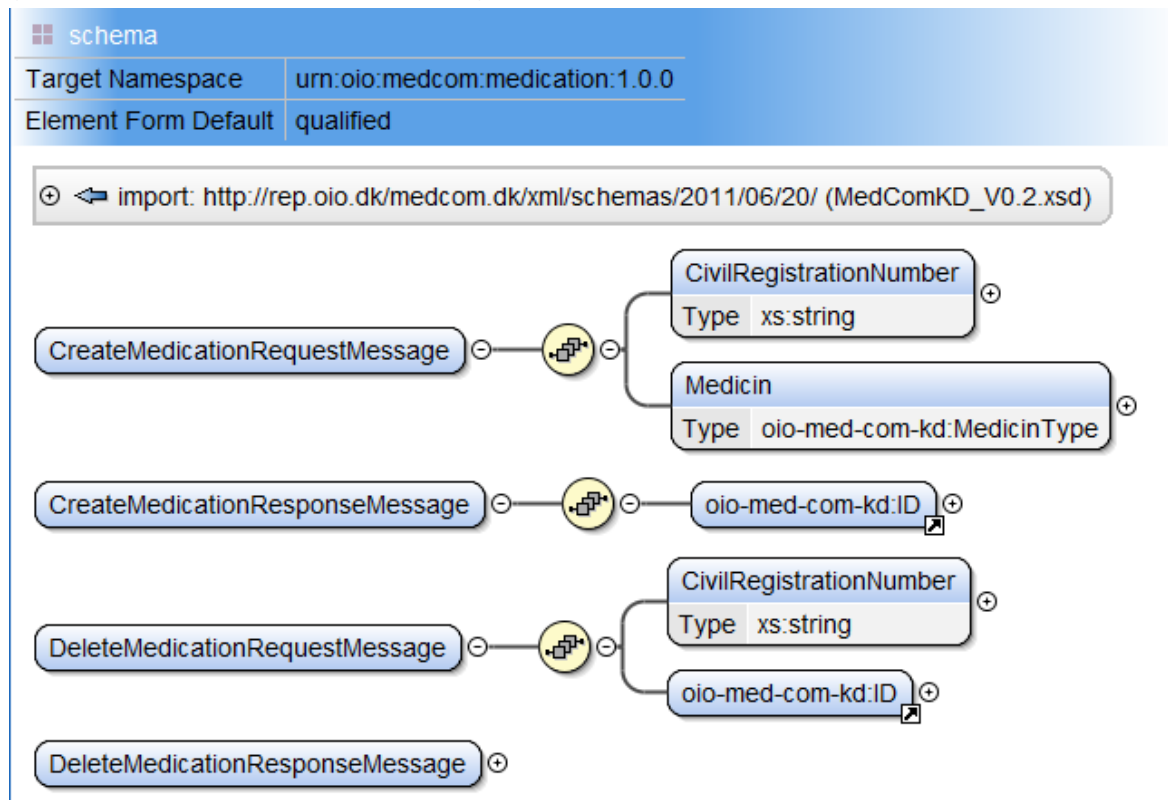 schema
Target Namespace urn:oio:medcom:medication:1.0.0
Element Form Default qualified
import: http://rep.oio.dk/medcom.dk/xml/schemas/2011/06/20/ (MedComKD_V0.2.xsd)
CreateMedicationRequestMessage
CivilRegistrationNumber
Type xs:string
Medicin
Type oio-med-com-kd:MedicinType
CreateMedicationResponseMessage
oio-med-com-kd:ID
DeleteMedicationRequestMessage
CivilRegistrationNumber
Type xs:string
oio-med-com-kd:ID
DeleteMedicationResponseMessage